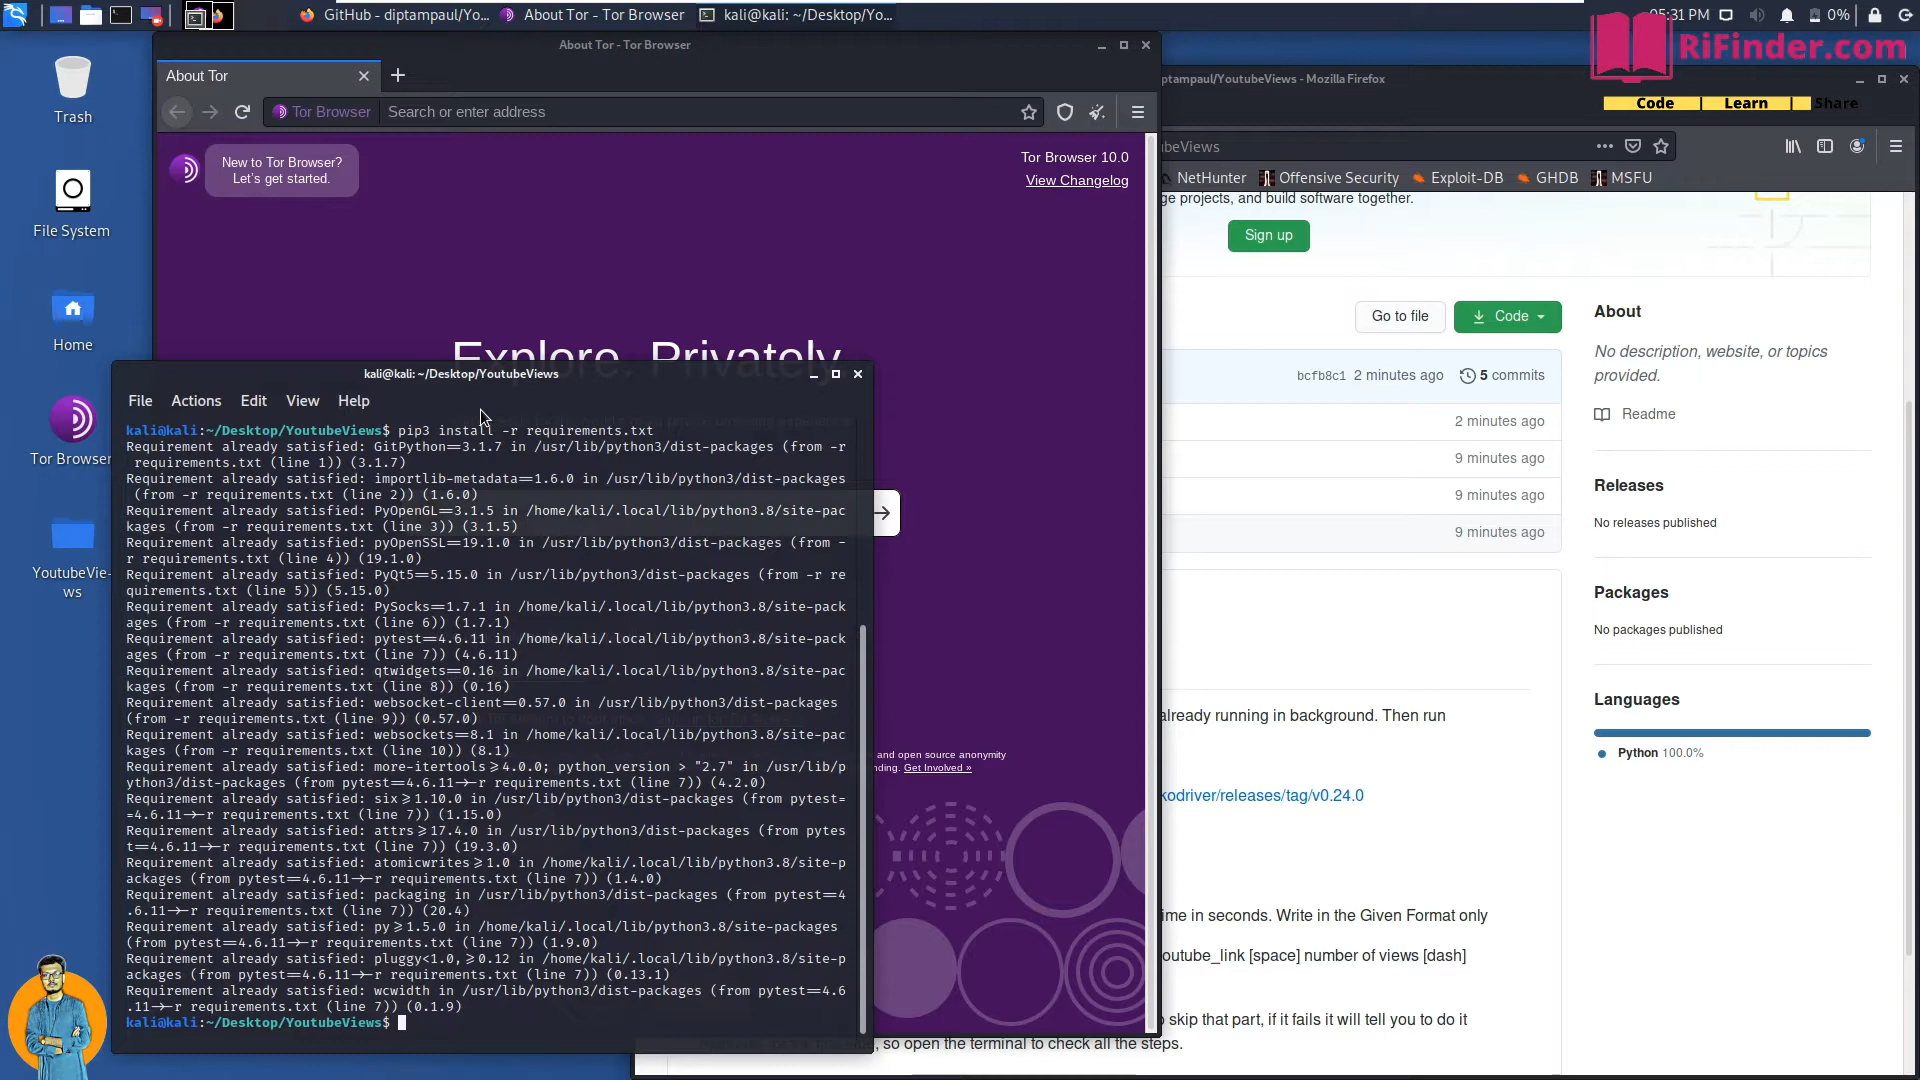 GitHub - diptampaul/Yo...
About Tor - Tor Browser
kali@kali: ~/Desktop/Yo...
05:31 PM
0%
RiFinder.com
Code
Learn
Share
Trash
File System
Home
Tor Browser
YoutubeVie-
ws
About Tor - Tor Browser
About Tor
Tor Browser
Search or enter address
New to Tor Browser?
Let's get started.
Tor Browser 10.0
View Changelog
Explore. Privately.
and open source anonymity
nding. Get Involved »
kali@kali: ~/Desktop/YoutubeViews
File Actions Edit View Help
kali@kali:~/Desktop/YoutubeViews$ pip3 install -r requirements.txt
Requirement already satisfied: GitPython==3.1.7 in /usr/lib/python3/dist-packages (from -r
requirements.txt (line 1)) (3.1.7)
Requirement already satisfied: importlib-metadata==1.6.0 in /usr/lib/python3/dist-packages
(from -r requirements.txt (line 2)) (1.6.0)
Requirement already satisfied: PyOpenGL==3.1.5 in /home/kali/.local/lib/python3.8/site-pac
kages (from -r requirements.txt (line 3)) (3.1.5)
Requirement already satisfied: pyOpenSSL==19.1.0 in /usr/lib/python3/dist-packages (from -
r requirements.txt (line 4)) (19.1.0)
Requirement already satisfied: PyQt5==5.15.0 in /usr/lib/python3/dist-packages (from -r re
quirements.txt (line 5)) (5.15.0)
Requirement already satisfied: PySocks==1.7.1 in /home/kali/.local/lib/python3.8/site-pack
ages (from -r requirements.txt (line 6)) (1.7.1)
Requirement already satisfied: pytest==4.6.11 in /home/kali/.local/lib/python3.8/site-pack
ages (from -r requirements.txt (line 7)) (4.6.11)
Requirement already satisfied: qtwidgets==0.16 in /home/kali/.local/lib/python3.8/site-pac
kages (from -r requirements.txt (line 8)) (0.16)
Requirement already satisfied: websocket-client==0.57.0 in /usr/lib/python3/dist-packages
(from -r requirements.txt (line 9)) (0.57.0)
Requirement already satisfied: websockets==8.1 in /home/kali/.local/lib/python3.8/site-pac
kages (from -r requirements.txt (line 10)) (8.1)
Requirement already satisfied: more-itertools>=4.0.0; python_version > "2.7" in /usr/lib/p
ython3/dist-packages (from pytest==4.6.11->-r requirements.txt (line 7)) (4.2.0)
Requirement already satisfied: six>=1.10.0 in /usr/lib/python3/dist-packages (from pytest=
=4.6.11->-r requirements.txt (line 7)) (1.15.0)
Requirement already satisfied: attrs>=17.4.0 in /usr/lib/python3/dist-packages (from pytes
t==4.6.11->-r requirements.txt (line 7)) (19.3.0)
Requirement already satisfied: atomicwrites>=1.0 in /home/kali/.local/lib/python3.8/site-p
ackages (from pytest==4.6.11->-r requirements.txt (line 7)) (1.4.0)
Requirement already satisfied: packaging in /usr/lib/python3/dist-packages (from pytest==4
.6.11->-r requirements.txt (line 7)) (20.4)
Requirement already satisfied: py>=1.5.0 in /home/kali/.local/lib/python3.8/site-packages
(from pytest==4.6.11->-r requirements.txt (line 7)) (1.9.0)
Requirement already satisfied: pluggy<1.0,>=0.12 in /home/kali/.local/lib/python3.8/site-p
ackages (from pytest==4.6.11->-r requirements.txt (line 7)) (0.13.1)
Requirement already satisfied: wcwidth in /usr/lib/python3/dist-packages (from pytest==4.6
.11->-r requirements.txt (line 7)) (0.1.9)
kali@kali:~/Desktop/YoutubeViews$
diptampaul/YoutubeViews - Mozilla Firefox
beViews
NetHunter Offensive Security Exploit-DB GHDB MSFU
ge projects, and build software together.
Sign up
Go to file
Code
bcfb8c1 2 minutes ago 5 commits
2 minutes ago
9 minutes ago
9 minutes ago
9 minutes ago
already running in background. Then run
kodriver/releases/tag/v0.24.0
ime in seconds. Write in the Given Format only
outube_link [space] number of views [dash]
skip that part, if it fails it will tell you to do it
, so open the terminal to check all the steps.
About
No description, website, or topics
provided.
Readme
Releases
No releases published
Packages
No packages published
Languages
Python 100.0%